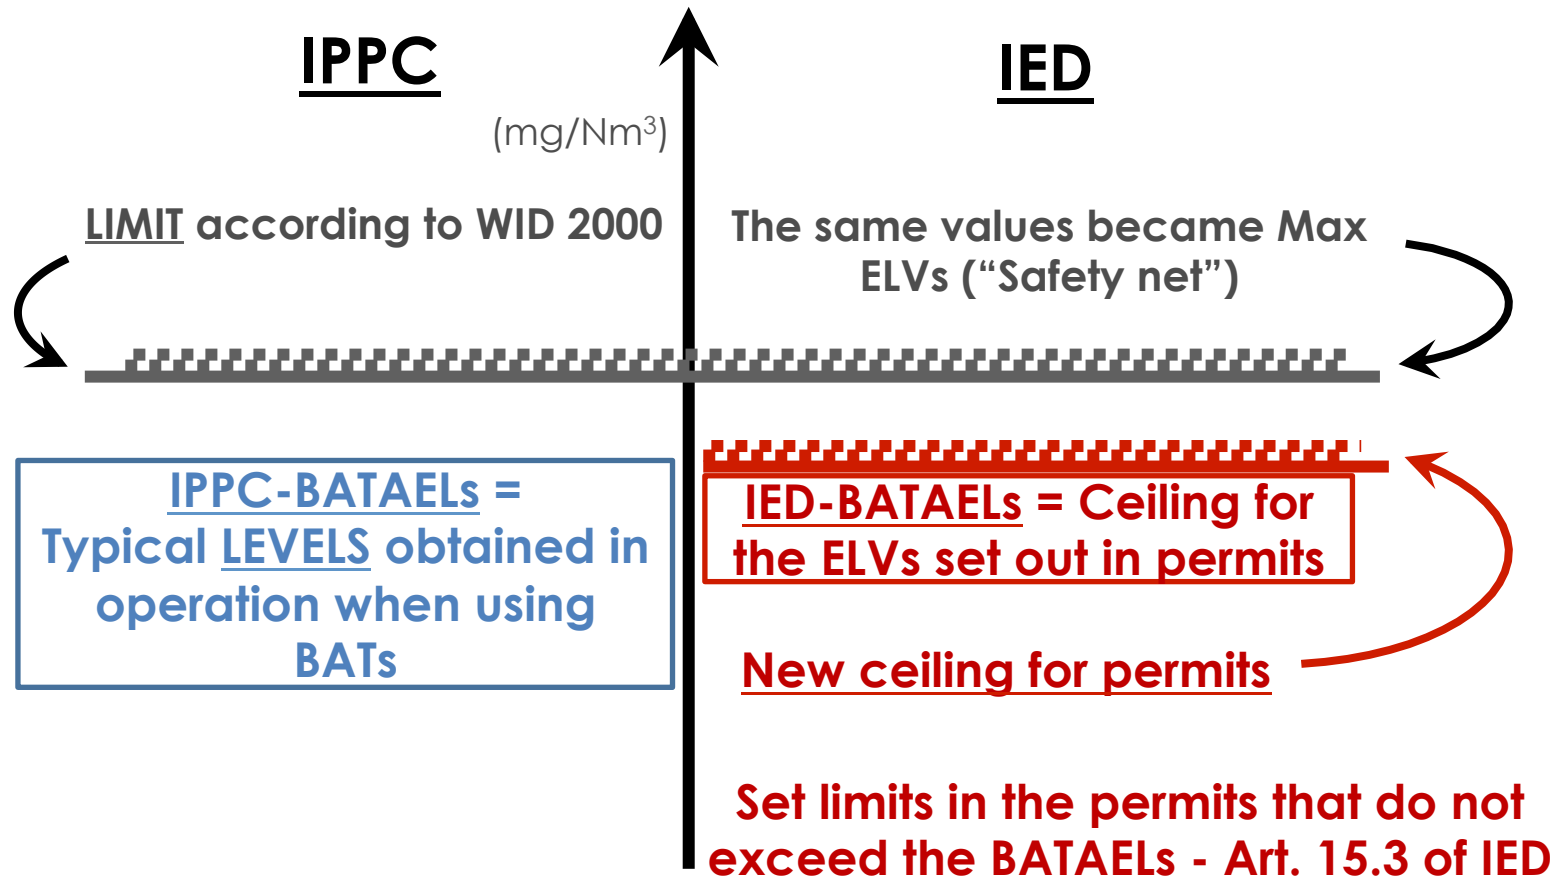 IPPC
IED
(mg/Nm³)
LIMIT according to WID 2000
The same values became Max
ELVs (“Safety net”)
IPPC-BATAELs =
Typical LEVELS obtained in
operation when using
BATs
IED-BATAELs = Ceiling for
the ELVs set out in permits
New ceiling for permits
Set limits in the permits that do not
exceed the BATAELs - Art. 15.3 of IED